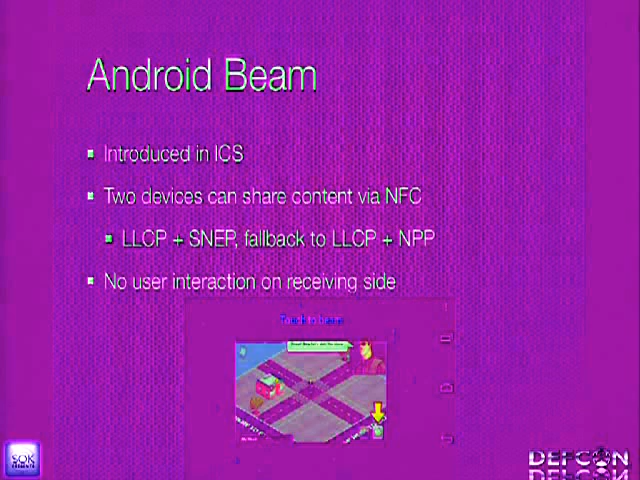 Android Beam
Introduced in ICS
Two devices can share content via NFC
LLCP + SNEP, fallback to LLCP + NPP
No user interaction on receiving side
Touch to beam
SOK
DEFCON